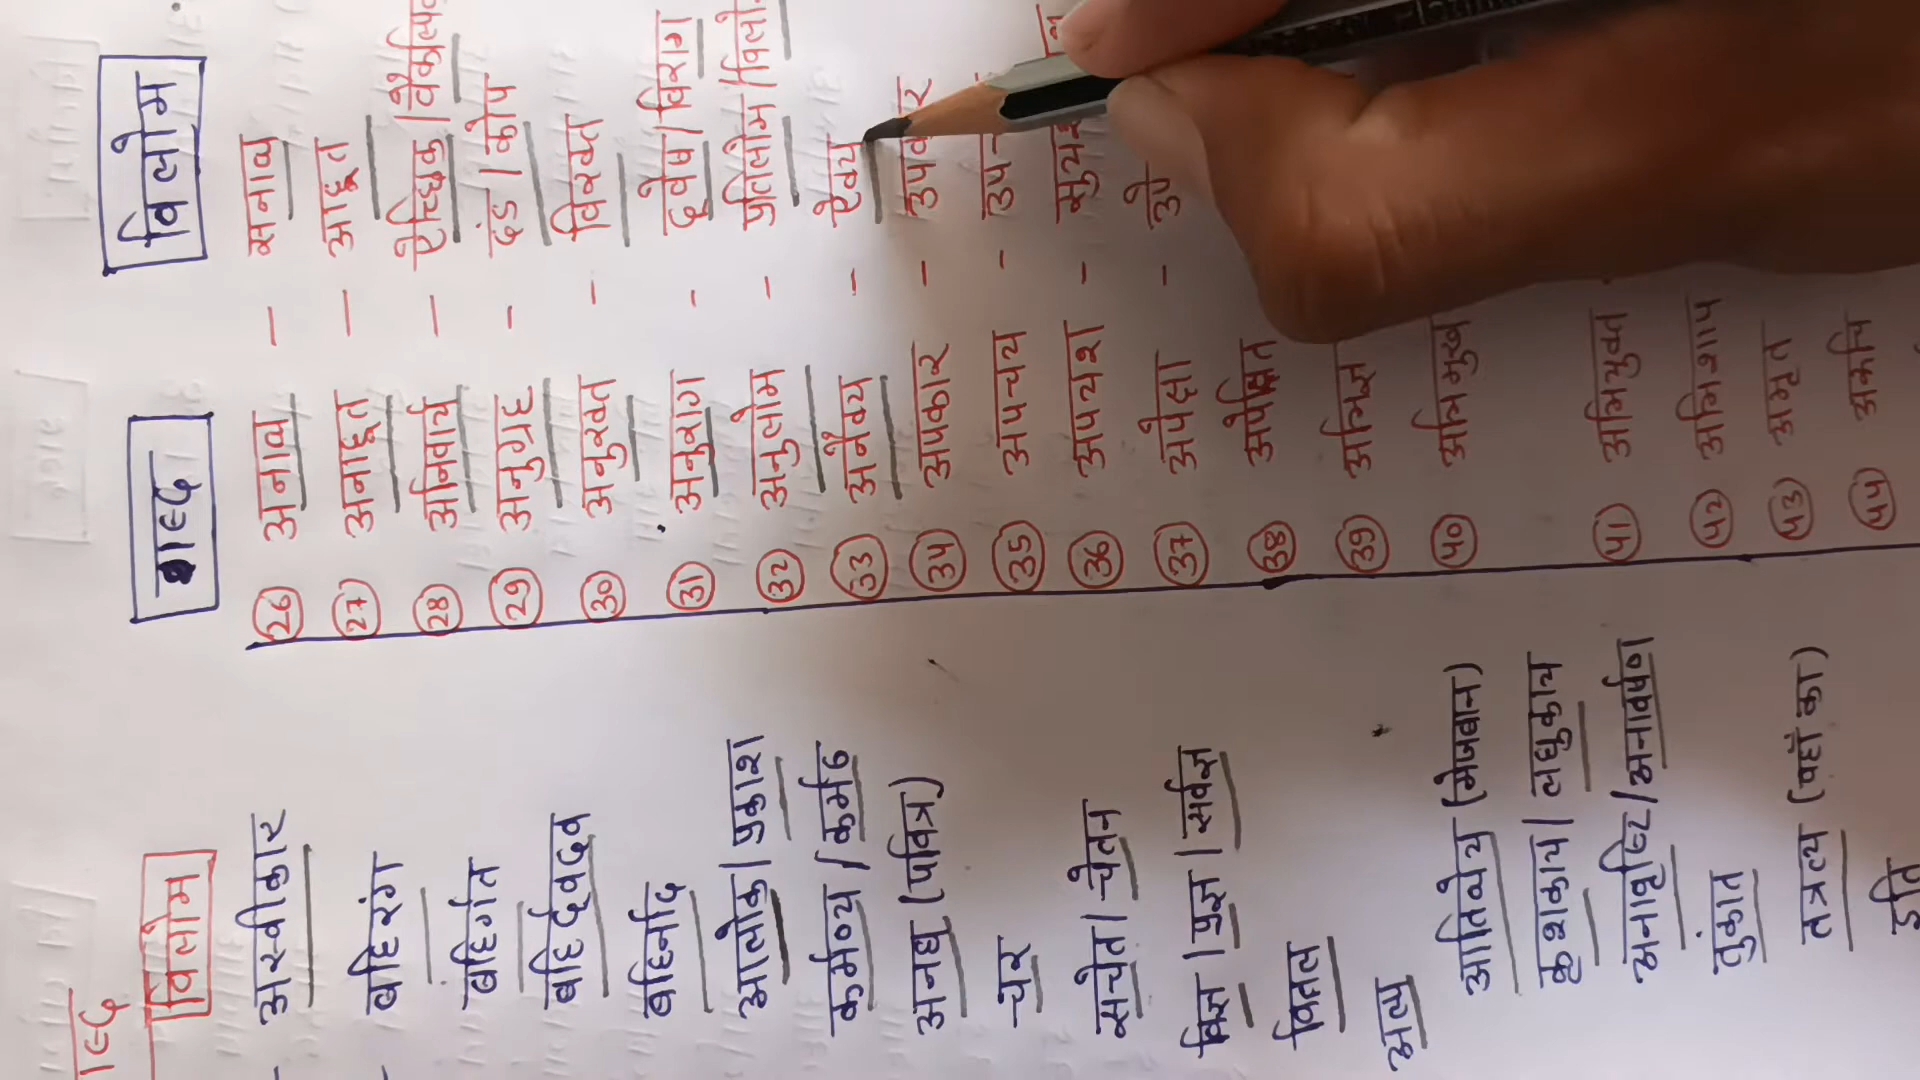 शब्द
विलोम
अस्वीकार
बहिरंग
बहिर्गत
बहिर्द्वन्द्व
बहिर्नाद
आलोक / प्रकाश
कर्मण्य / कर्मठ
अनघ (पवित्र)
चर
सचेत / चेतन
विज्ञ / प्रज्ञ / सर्वज्ञ
वितल
अल्प
आतिथेय (मेजबान)
कृशकाय / लघुकाय
अनावृष्टि / अनावर्षण
तुकांत
तत्रत्य (वहाँ का)
इति
शब्द विलोम
26 अनाथ - सनाथ
27 अनाहूत - आहूत
28 अनिवार्य - ऐच्छिक / वैकल्पिक
29 अनुग्रह - दंड / कोप
30 अनुरक्त - विरक्त
31 अनुराग - द्वेष / विराग
32 अनुलोम - प्रतिलोम / विलो
33 अनैक्य - ऐक्य
34 अपकार - उपकार
35 अपचय - उप
36 अपयश - सुयश
37 अपेक्षा - उपे
38 अपेक्षित
39 अभिज्ञ
40 अभिमुख
41 अभियुक्त
42 अभिशाप
43 अमृत
44